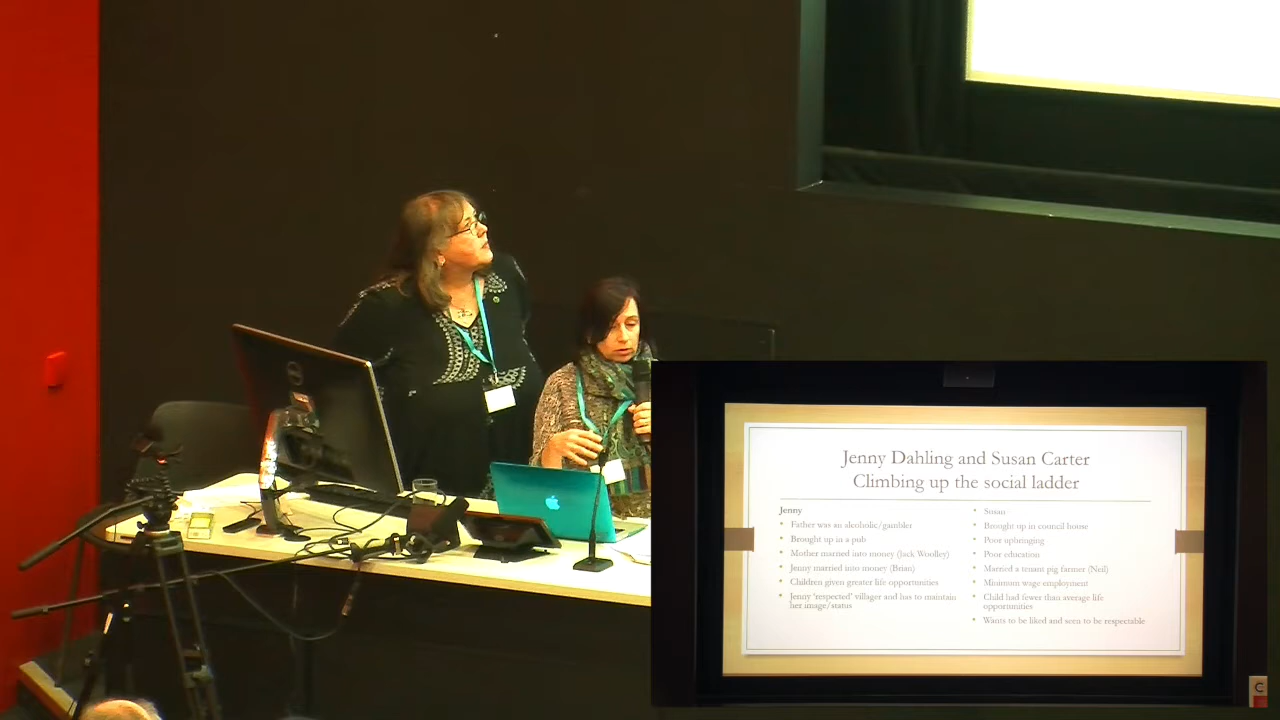 Jenny Dahling and Susan Carter
Climbing up the social ladder
Jenny
• Father was an alcoholic/gambler
• Brought up in a pub
• Mother married into money (Jack Woolley)
• Jenny married into money (Brian)
• Children given greater life opportunities
• Jenny 'respected' villager and has to maintain
her image/status
• Susan
• Brought up in council house
• Poor upbringing
• Poor education
• Married a tenant pig farmer (Neil)
• Minimum wage employment
• Child had fewer than average life
opportunities
• Wants to be liked and seen to be respectable
C